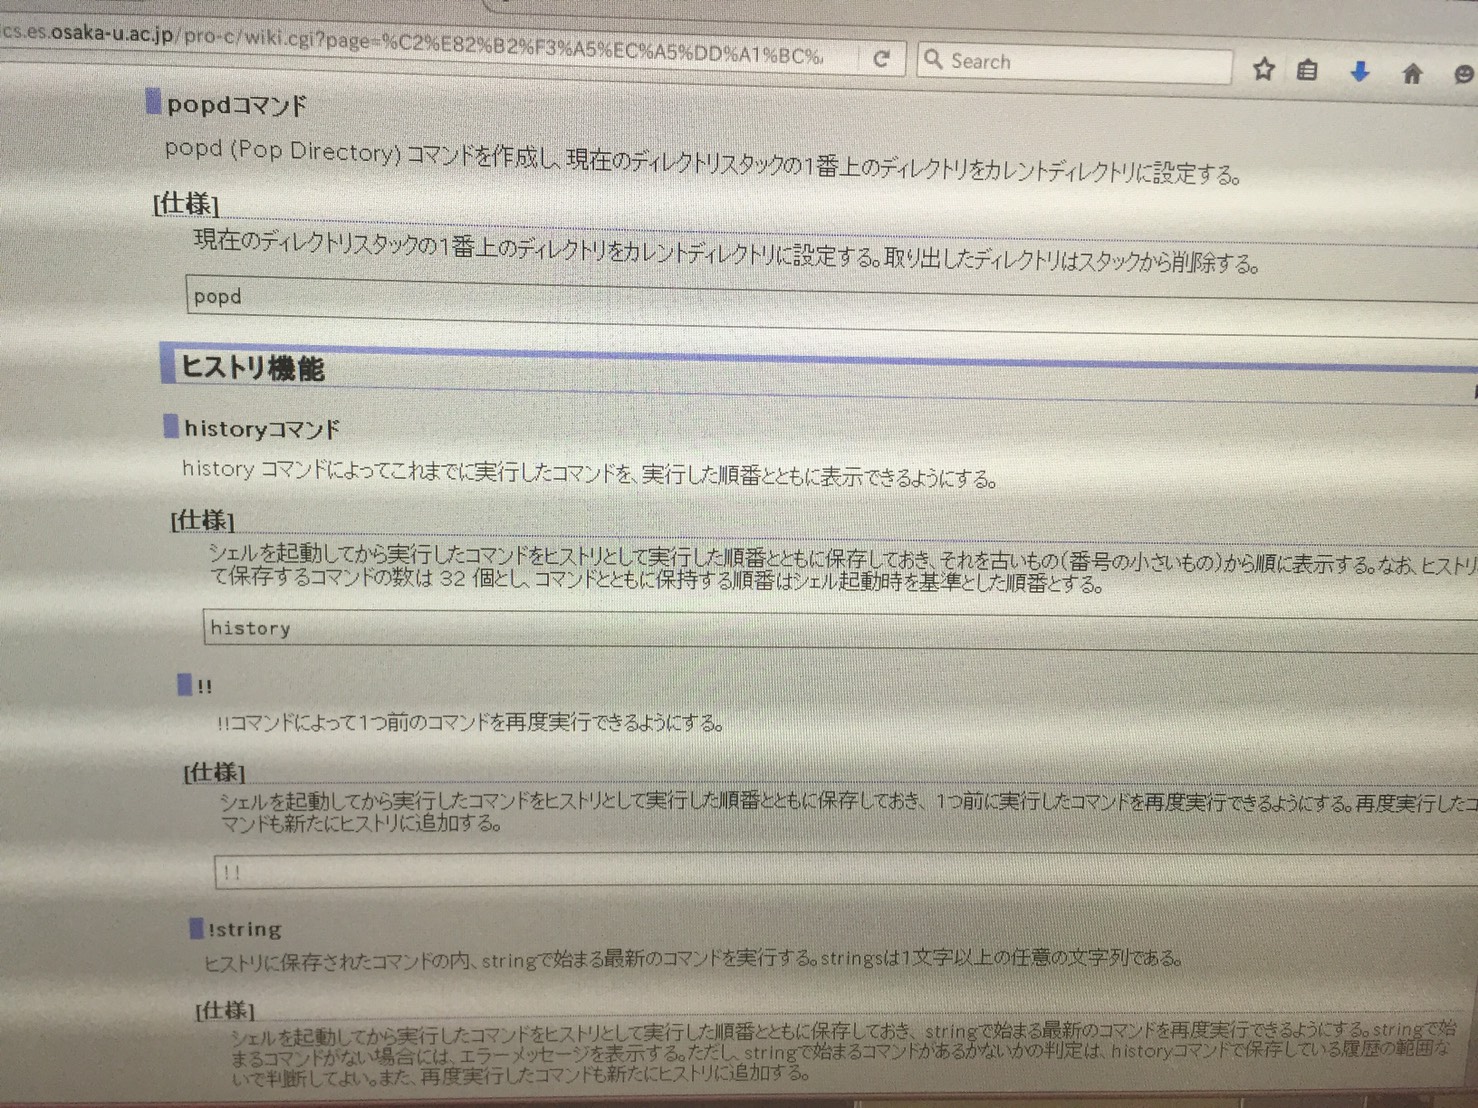 cs.es.osaka-u.ac.jp/pro-c/wiki.cgi?page=%C2%E82%B2%F3%A5%EC%A5%DD%A1%BC%
Search
popdコマンド
popd (Pop Directory) コマンドを作成し、現在のディレクトリスタックの1番上のディレクトリをカレントディレクトリに設定する。
[仕様]
現在のディレクトリスタックの1番上のディレクトリをカレントディレクトリに設定する。取り出したディレクトリはスタックから削除する。
popd
ヒストリ機能
historyコマンド
history コマンドによってこれまでに実行したコマンドを、実行した順番とともに表示できるようにする。
[仕様]
シェルを起動してから実行したコマンドをヒストリとして実行した順番とともに保存しておき、それを古いもの(番号の小さいもの)から順に表示する。なお、ヒストリ
て保存するコマンドの数は 32 個とし、コマンドとともに保持する順番はシェル起動時を基準とした順番とする。
history
!!
!!コマンドによって1つ前のコマンドを再度実行できるようにする。
[仕様]
シェルを起動してから実行したコマンドをヒストリとして実行した順番とともに保存しておき、1つ前に実行したコマンドを再度実行できるようにする。再度実行したコ
マンドも新たにヒストリに追加する。
!!
!string
ヒストリに保存されたコマンドの内、stringで始まる最新のコマンドを実行する。stringsは1文字以上の任意の文字列である。
[仕様]
シェルを起動してから実行したコマンドをヒストリとして実行した順番とともに保存しておき、stringで始まる最新のコマンドを再度実行できるようにする。stringで始
まるコマンドがない場合には、エラーメッセージを表示する。ただし、stringで始まるコマンドがあるかないかの判定は、historyコマンドで保存している履歴の範囲な
いで判断してよい。また、再度実行したコマンドも新たにヒストリに追加する。